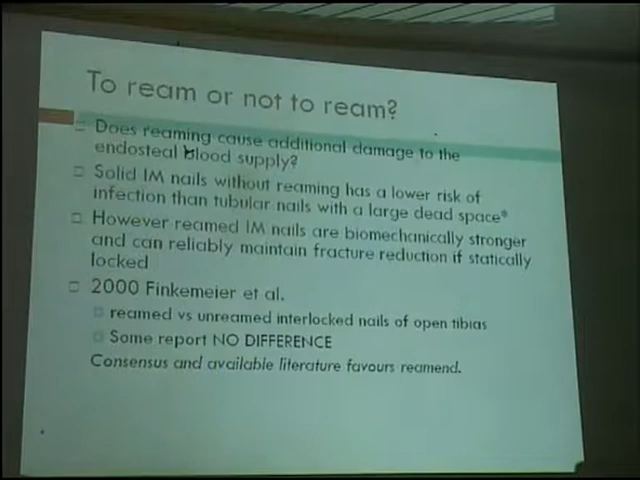 To ream or not to ream?
Does reaming cause additional damage to the
endosteal blood supply?
Solid IM nails without reaming has a lower risk of
infection than tubular nails with a large dead space*
However reamed IM nails are biomechanically stronger
and can reliably maintain fracture reduction if statically
locked
2000 Finkemeier et al.
reamed vs unreamed interlocked nails of open tibias
Some report NO DIFFERENCE
Consensus and available literature favours reamend.